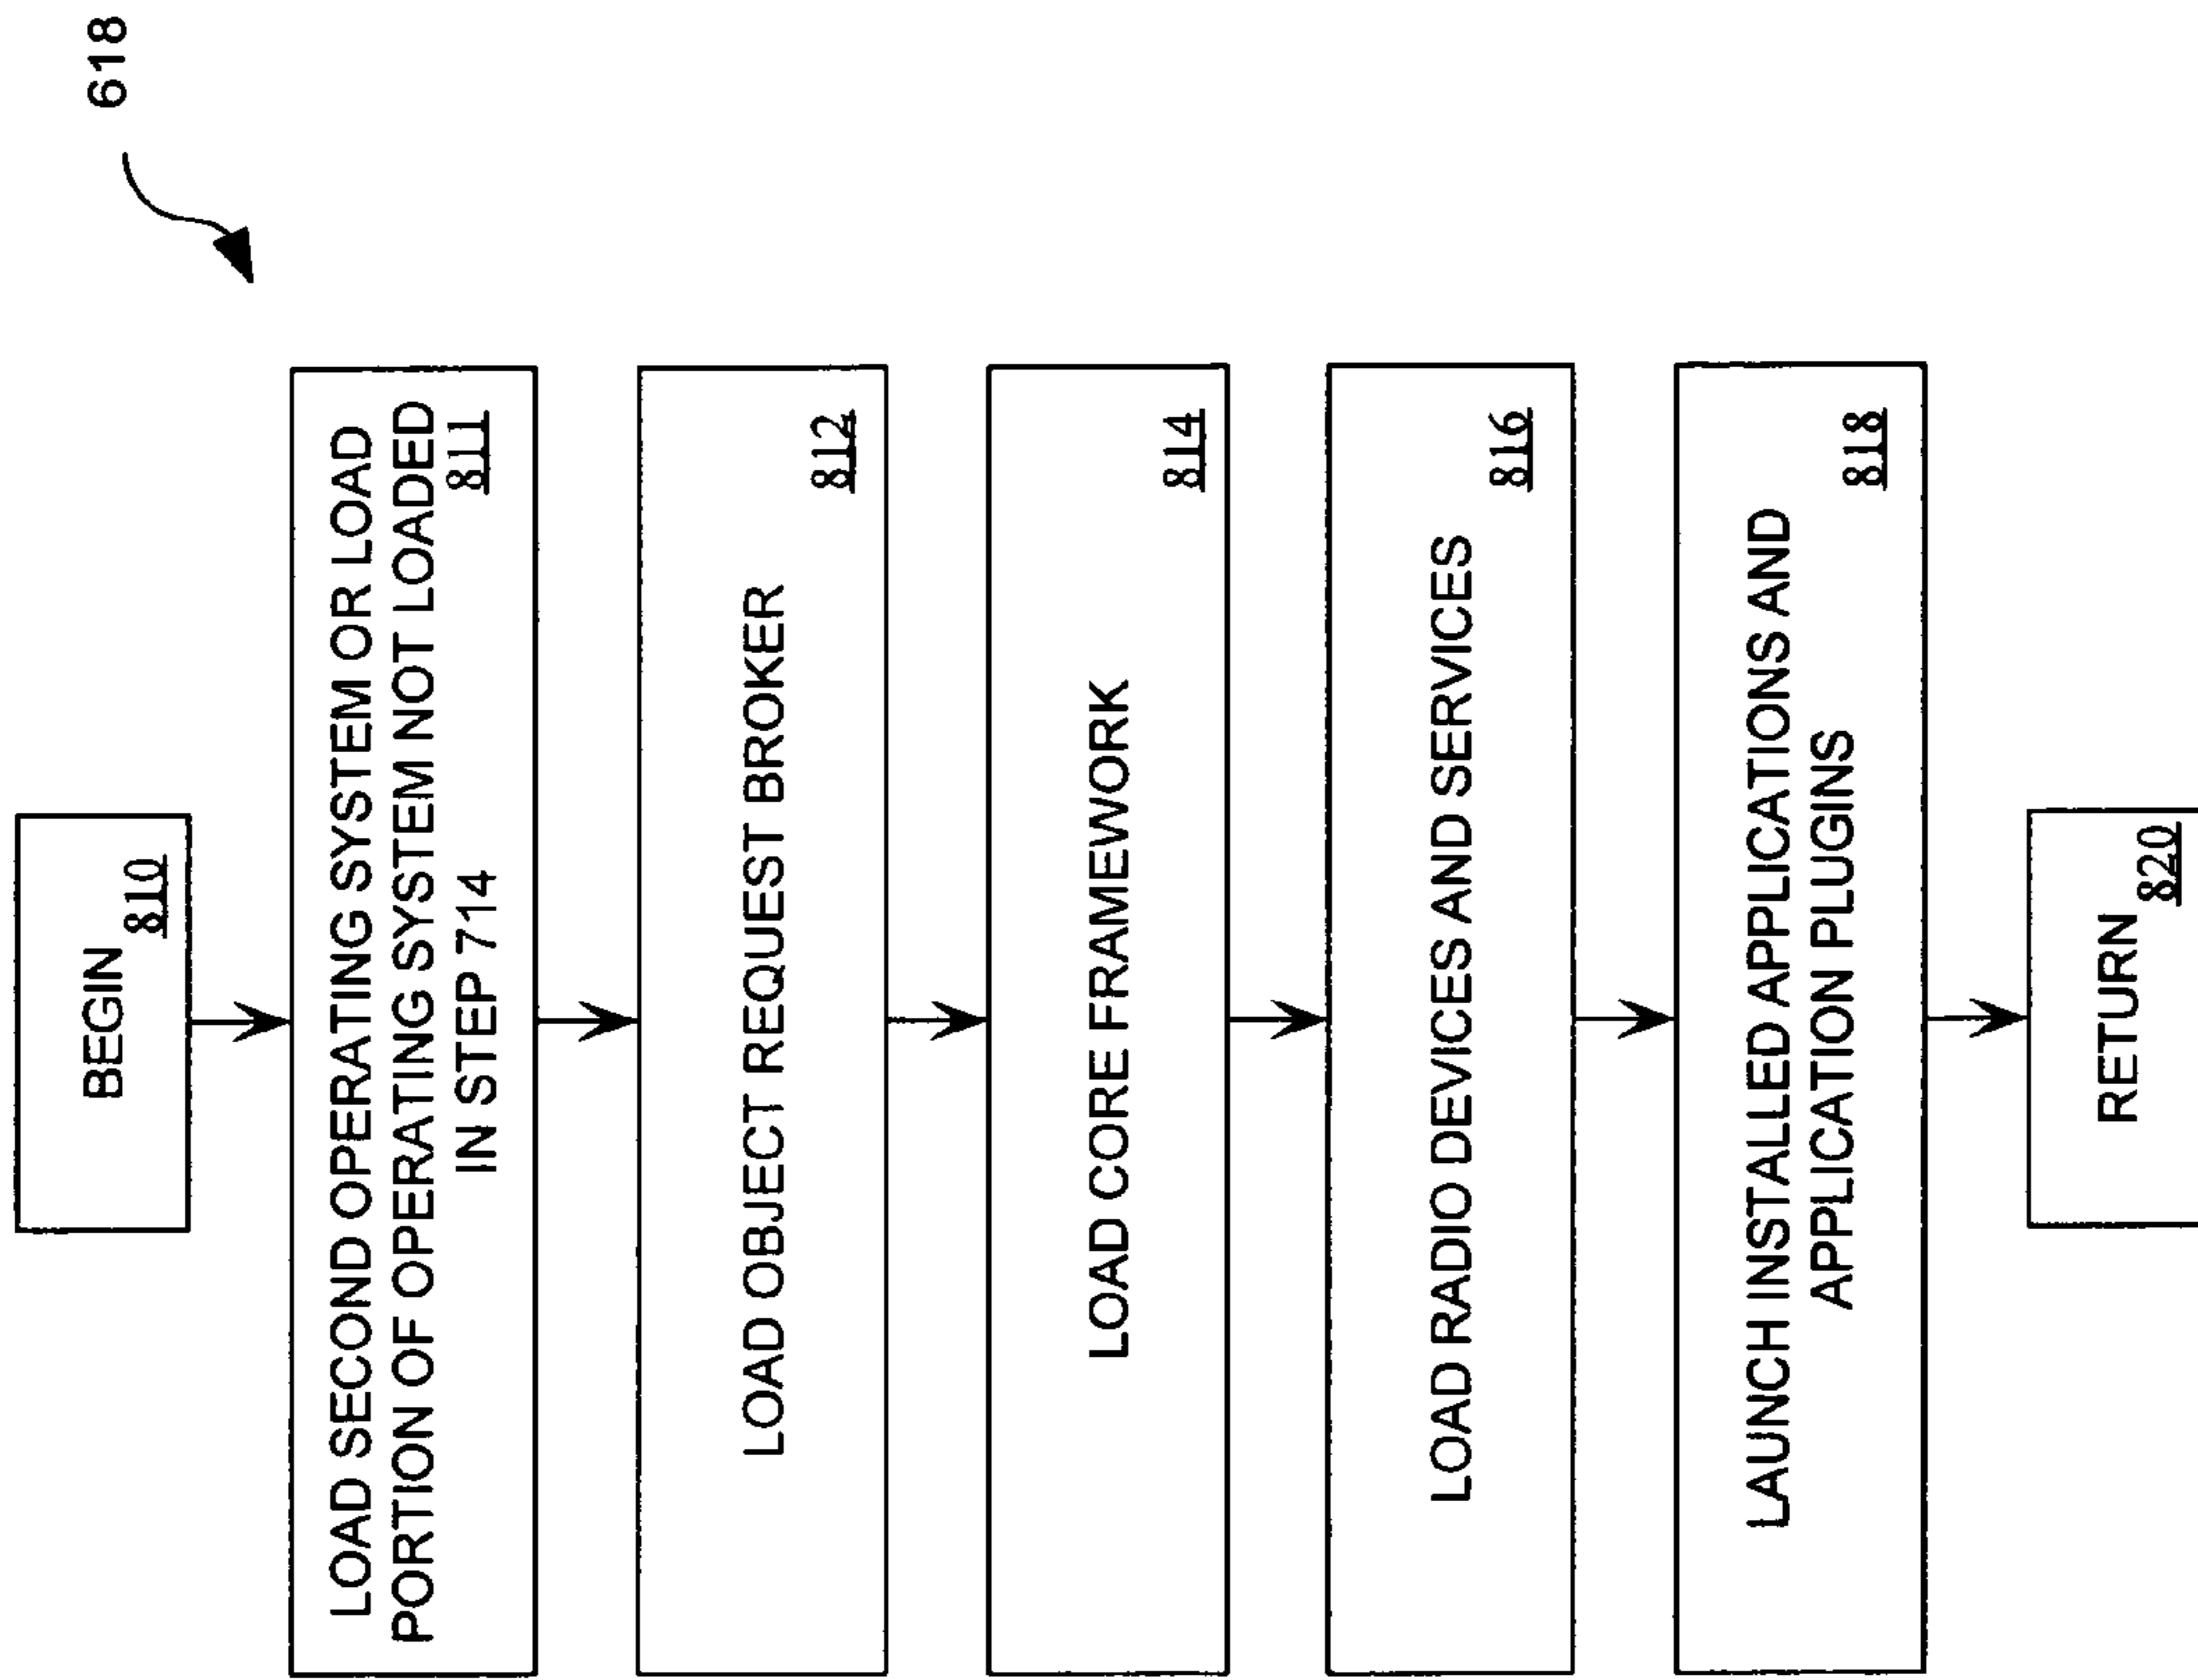 618
BEGIN
810
LOAD SECOND OPERATING SYSTEM OR LOAD
PORTION OF OPERATING SYSTEM NOT LOADED
IN STEP 714
811
LOAD OBJECT REQUEST BROKER
812
LOAD CORE FRAMEWORK
814
LOAD RADIO DEVICES AND SERVICES
816
LAUNCH INSTALLED APPLICATIONS AND
APPLICATION PLUGINS
818
RETURN
820